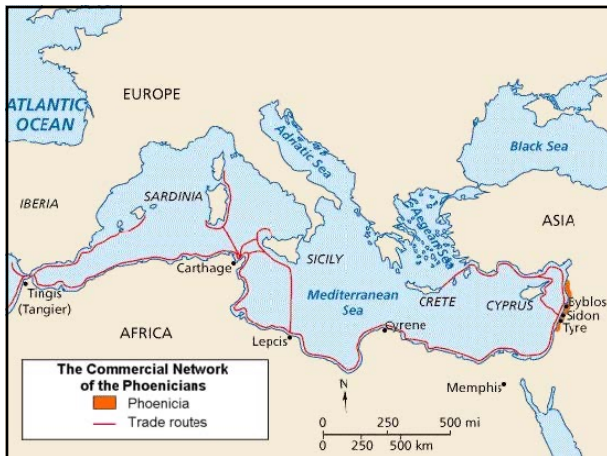 EUROPE
ATLANTIC
OCEAN
Adriatic Sea
Black Sea
IBERIA
SARDINIA
Aegean Sea
ASIA
SICILY
Carthage
Tingis
(Tangier)
Mediterranean
Sea
CRETE
CYPRUS
Byblos
Sidon
Tyre
AFRICA
Lepcis
Cyrene
Memphis
The Commercial Network
of the Phoenicians
Phoenicia
Trade routes
N
0 250 500 mi
0 250 500 km